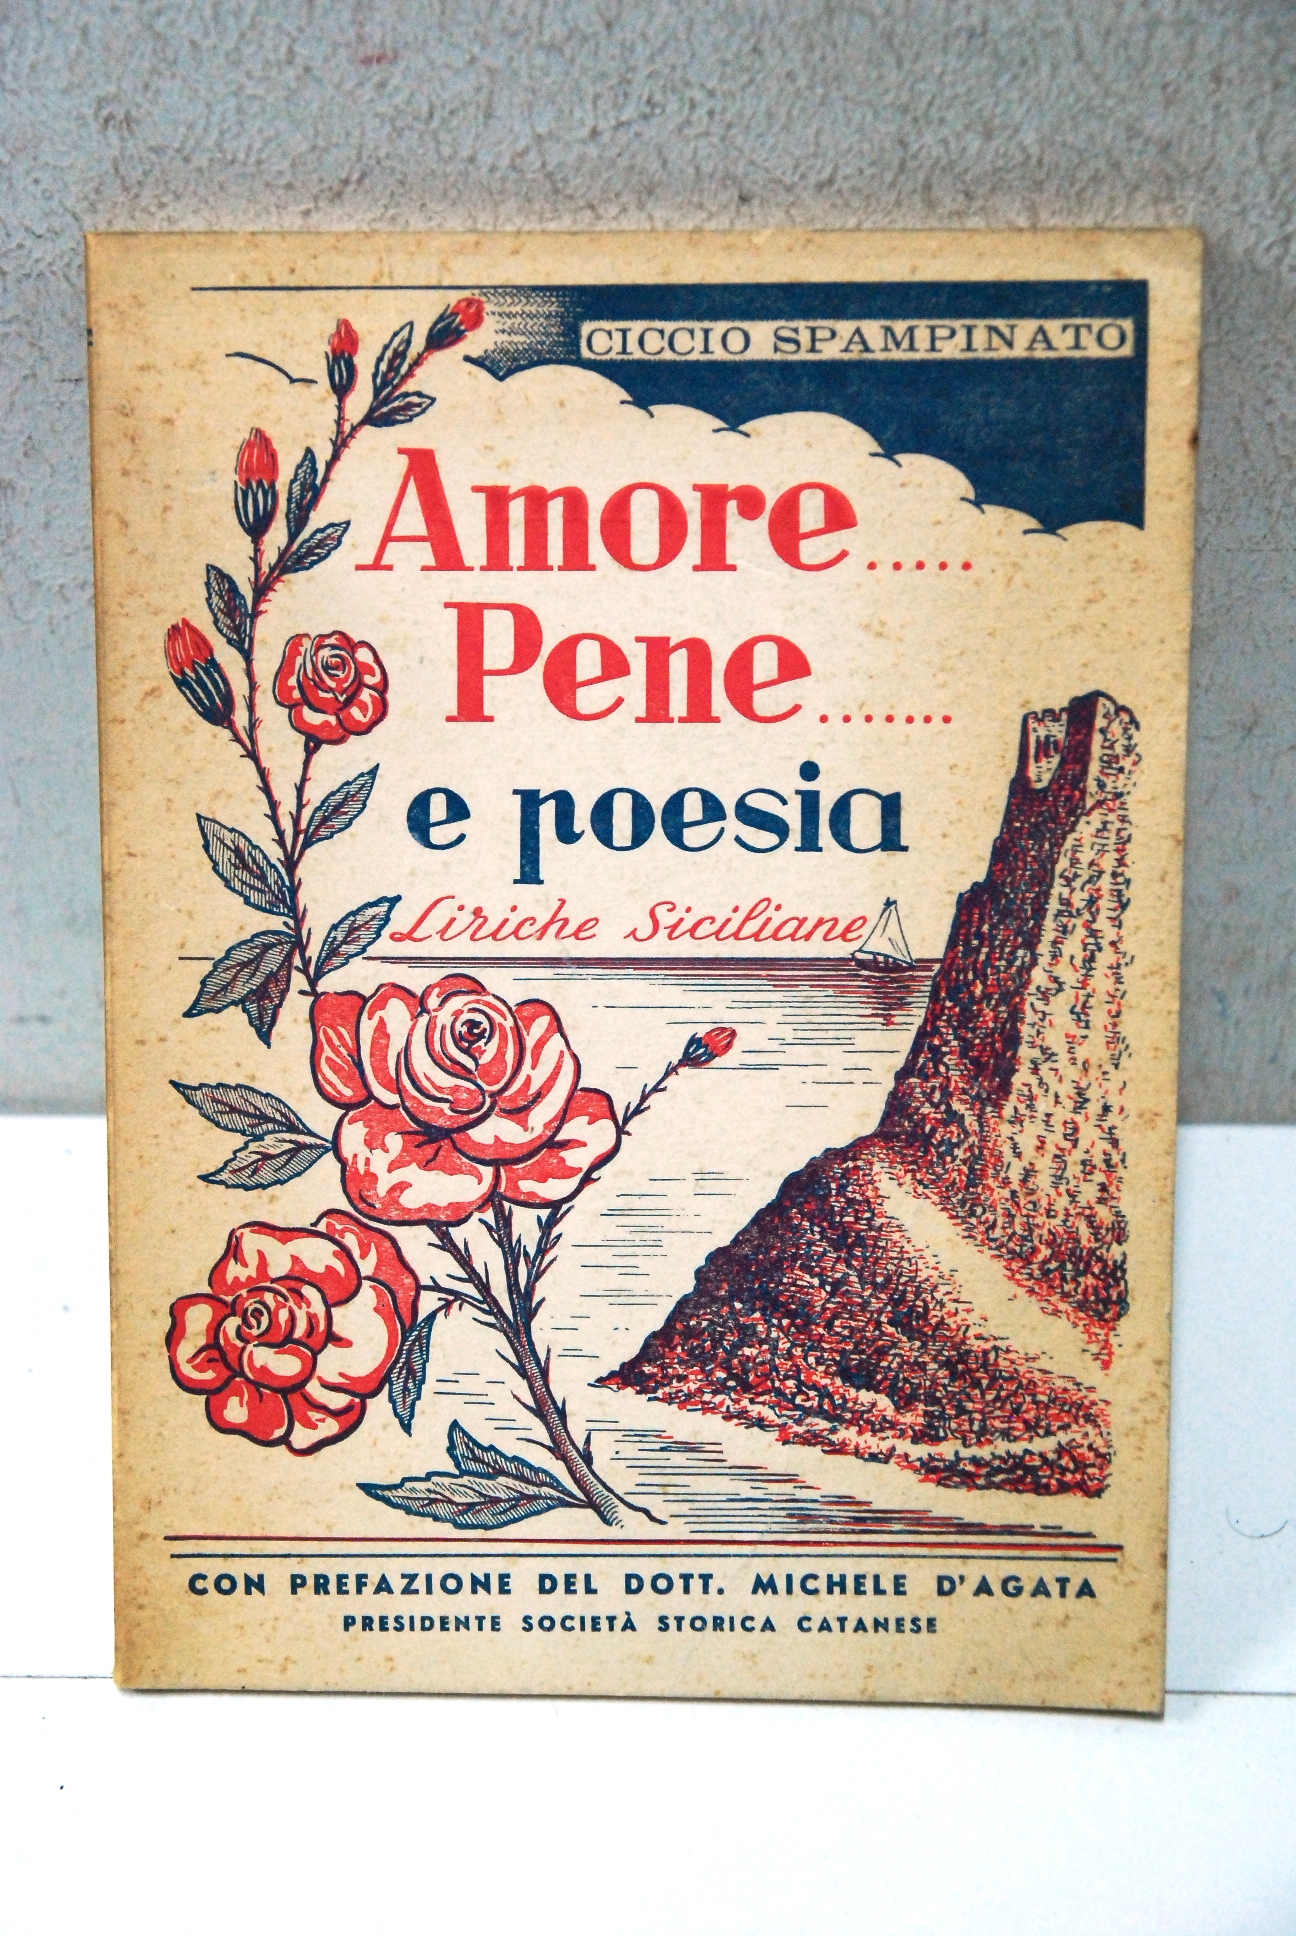 CICCIO SPAMPINATO
Amore.....
Pene.......
e poesia
Liriche Siciliane
CON PREFAZIONE DEL DOTT. MICHELE D'AGATA
PRESIDENTE SOCIETÀ STORICA CATANESE